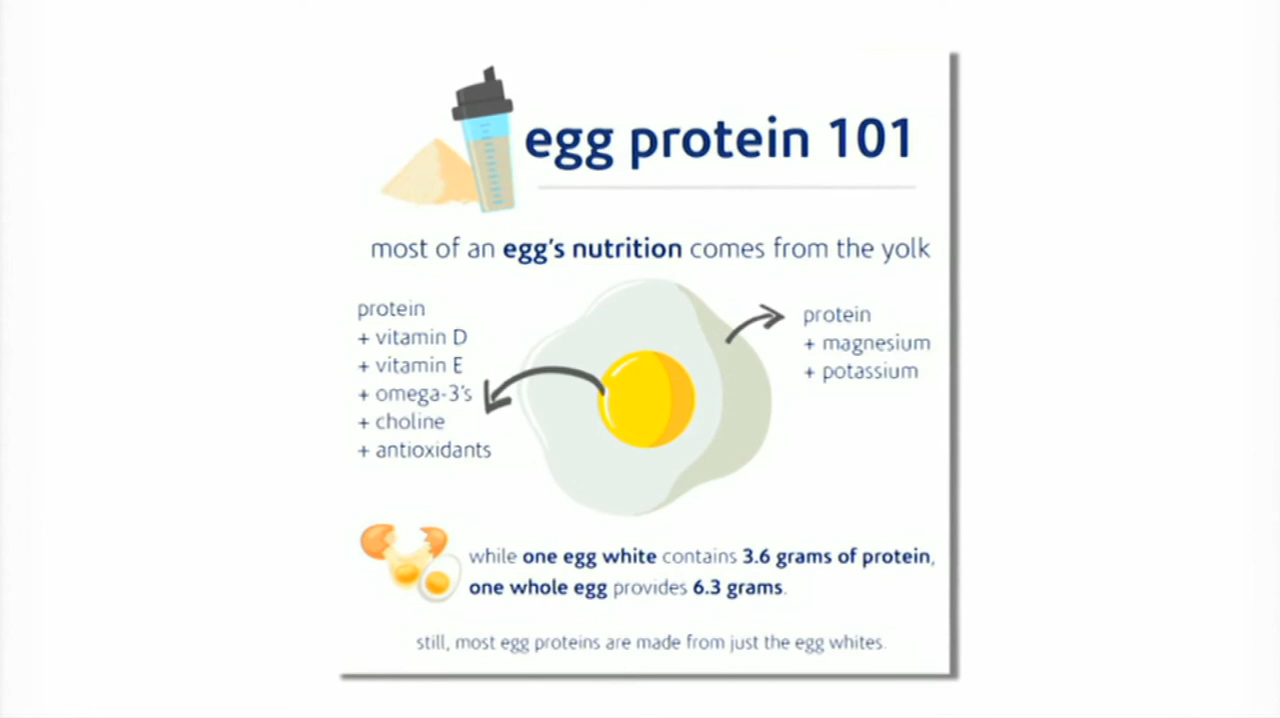 egg protein 101
most of an egg's nutrition comes from the yolk
protein
+ vitamin D
+ vitamin E
+ omega-3's
+ choline
+ antioxidants
protein
+ magnesium
+ potassium
while one egg white contains 3.6 grams of protein,
one whole egg provides 6.3 grams.
still, most egg proteins are made from just the egg whites.